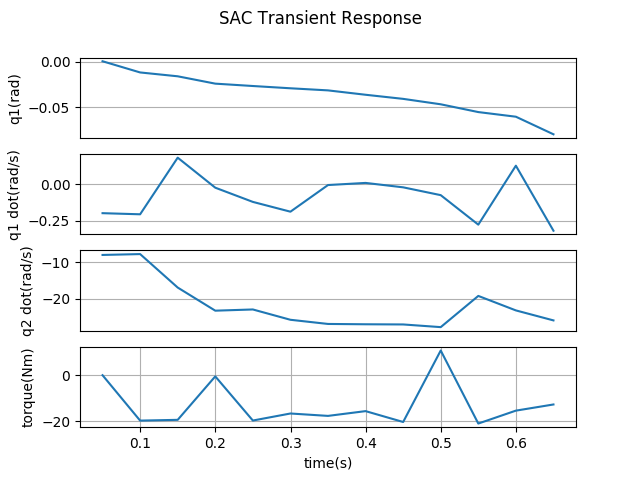 SAC Transient Response
0.00
−0.05
q1(rad)
0.00
−0.25
q1 dot(rad/s)
−10
−20
q2 dot(rad/s)
0
−20
torque(Nm)
0.1 0.2 0.3 0.4 0.5 0.6
time(s)